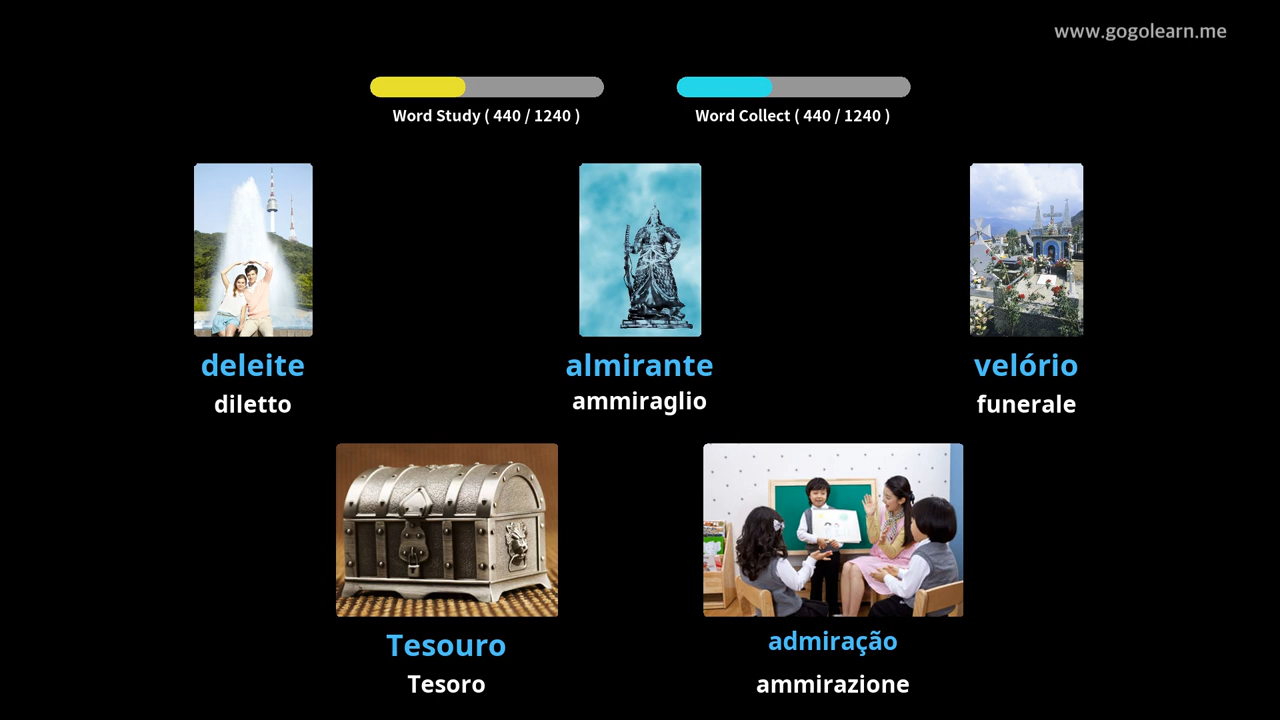 www.gogolearn.me
Word Study ( 440 / 1240 )
Word Collect ( 440 / 1240 )
deleite
diletto
almirante
ammiraglio
velório
funerale
Tesouro
Tesoro
admiração
ammirazione